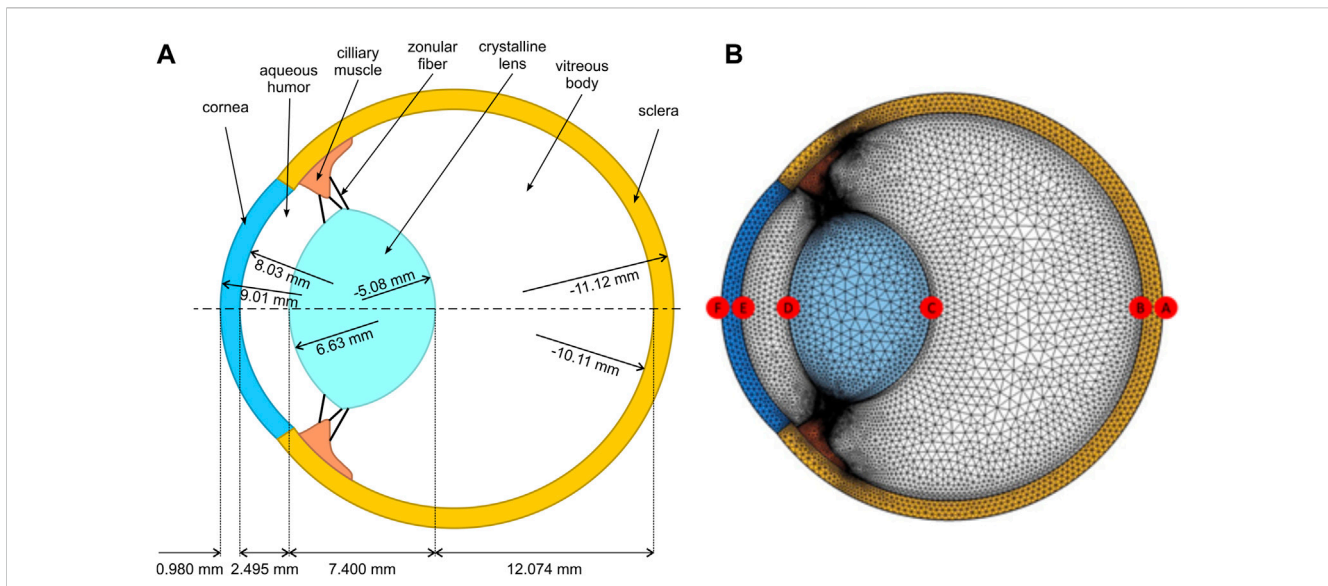 A
B
cilliary
muscle
zonular
fiber
crystalline
lens
aqueous
humor
vitreous
body
cornea
sclera
8.03 mm
9.01 mm
-5.08 mm
6.63 mm
-11.12 mm
-10.11 mm
F
E
D
C
B
A
0.980 mm
2.495 mm
7.400 mm
12.074 mm